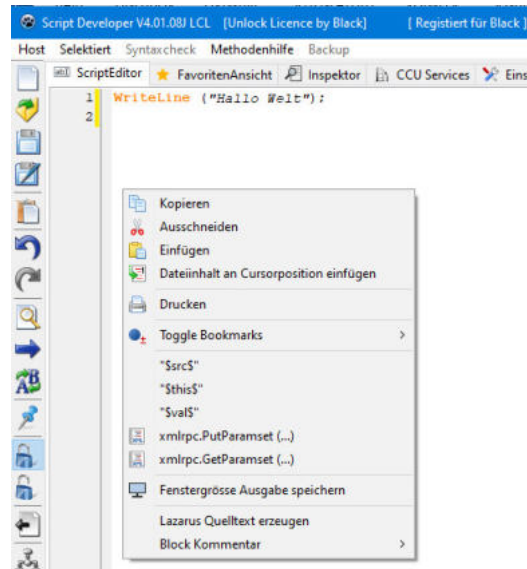 Script Developer V4.01.08J LCL [Unlock Licence by Black] [ Registiert für Black ]
Host Selektiert Syntaxcheck Methodenhilfe Backup
ScriptEditor FavoritenAnsicht Inspektor CCU Services Eins
1 WriteLine ("Hallo Welt");
2
Kopieren
Ausschneiden
Einfügen
Dateiinhalt an Cursorposition einfügen
Drucken
Toggle Bookmarks
"$src$"
"$this$"
"$val$"
xmlrpc.PutParamset (...)
xmlrpc.GetParamset (...)
Fenstergrösse Ausgabe speichern
Lazarus Quelltext erzeugen
Block Kommentar